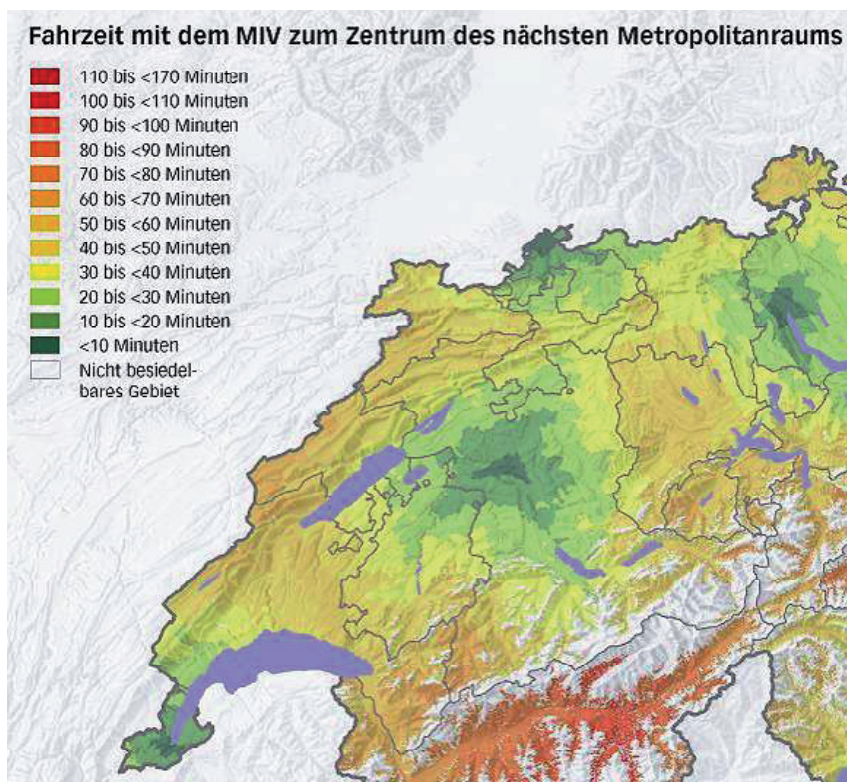 Fahrzeit mit dem MIV zum Zentrum des nächsten Metropolitanraums
110 bis <170 Minuten
100 bis <110 Minuten
90 bis <100 Minuten
80 bis <90 Minuten
70 bis <80 Minuten
60 bis <70 Minuten
50 bis <60 Minuten
40 bis <50 Minuten
30 bis <40 Minuten
20 bis <30 Minuten
10 bis <20 Minuten
<10 Minuten
Nicht besiedel-
bares Gebiet